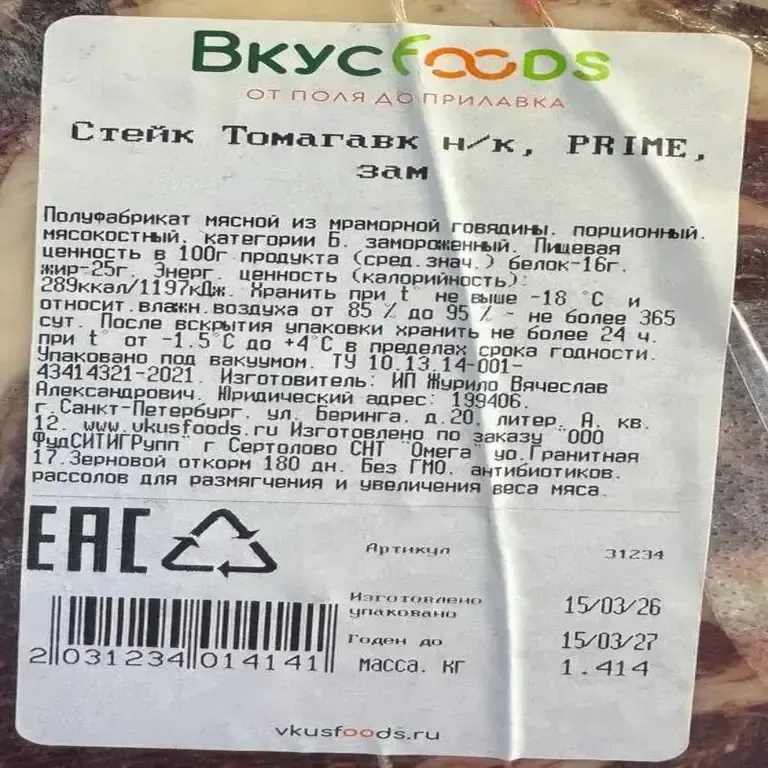 Вкусfoods
ОТ ПОЛЯ ДО ПРИЛАВКА
Стейк Томагавк н/к, PRIME,
зам
Полуфабрикат мясной из мраморной говядины. порционный.
мясокостный, категории Б. замороженный. Пищевая
ценность в 100г продукта (сред.знач.) белок-16г.
жир-25г. Энерг. ценность (калорийность):
289ккал/1197кДж. Хранить при t° не выше -18 °С и
относит.влажн.воздуха от 85 % до 95 % - не более 365
сут. После вскрытия упаковки хранить не более 24 ч.
при t° от -1.5°С до +4°С в пределах срока годности.
Упаковано под вакуумом. ТУ 10.13.14-001-
43414321-2021. Изготовитель: ИП Журило Вячеслав
Александрович. Юридический адрес: 199406.
г.Санкт-Петербург, ул. Беринга, д.20, литер. А, кв.
12. www.vkusfoods.ru Изготовлено по заказу "ООО
ФудСИТИГРупп" г Сертолово СНТ "Омега" уо.Гранитная
17.Зерновой откорм 180 дн. Без ГМО, антибиотиков.
рассолов для размягчения и увеличения веса мяса.
EAC
Артикул 31234
Изготовлено
упаковано 15/03/26
Годен до 15/03/27
масса. кг 1.414
2 031234 014141
vkusfoods.ru